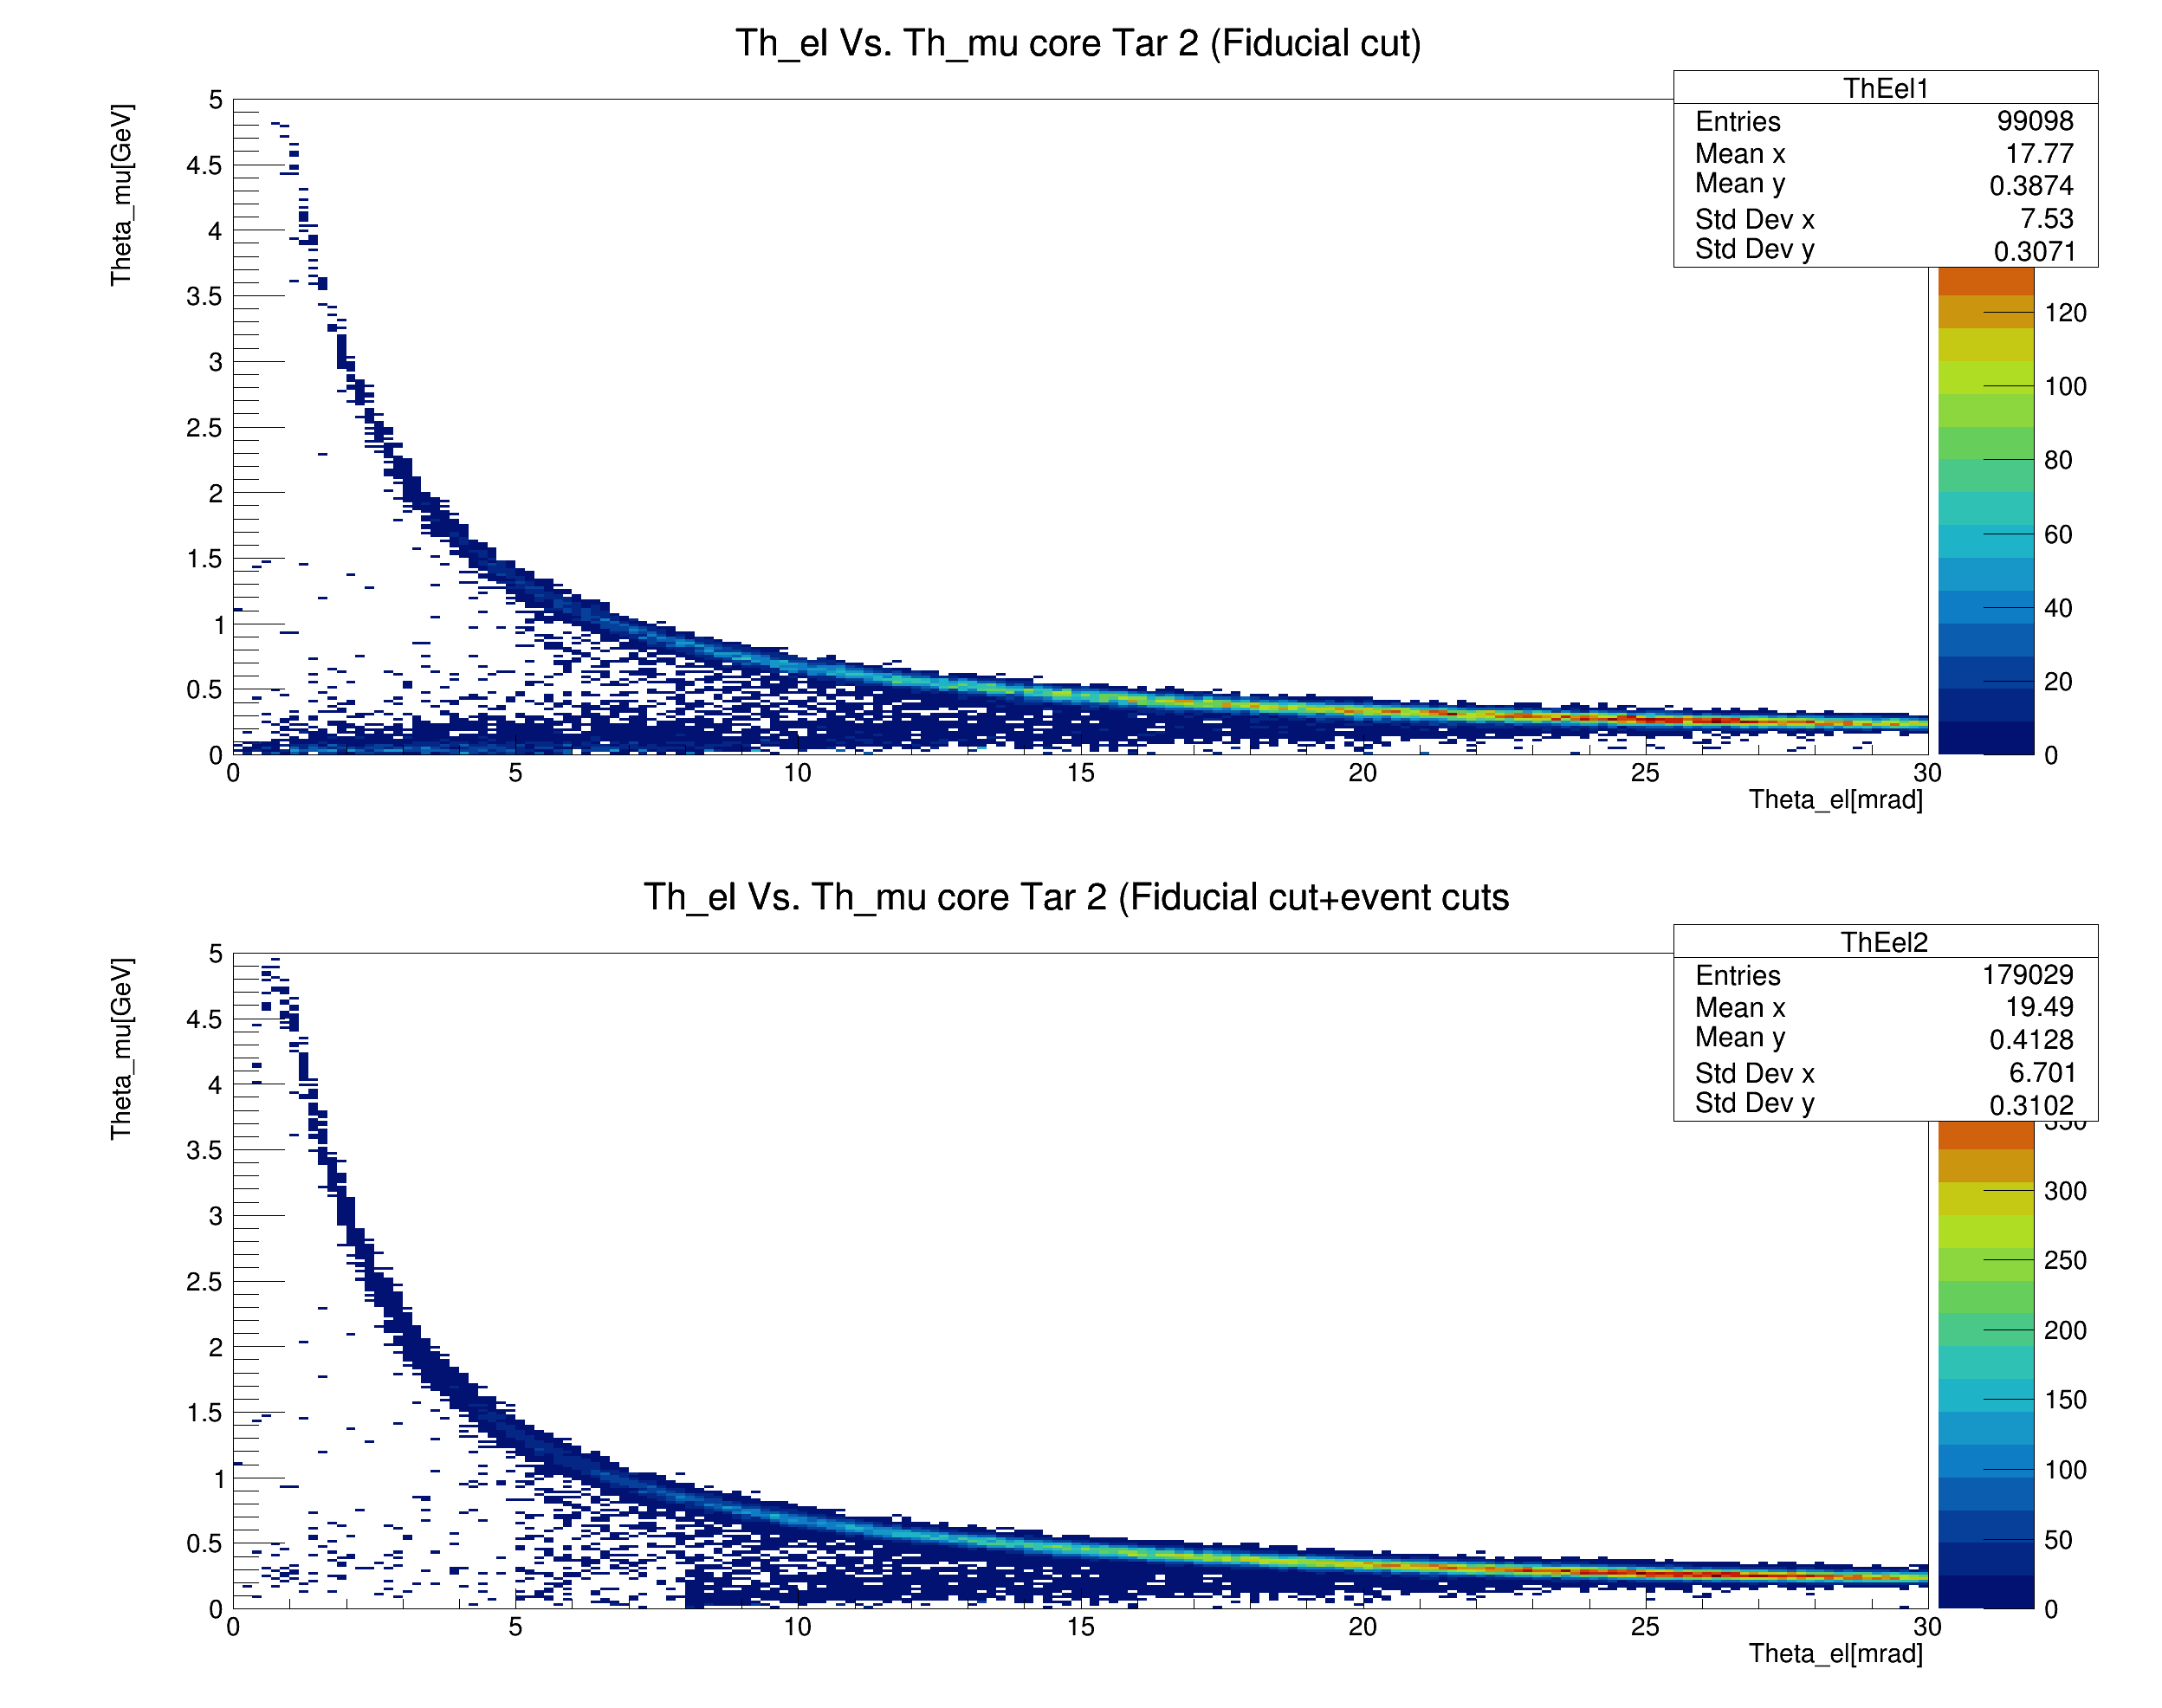 Th_el Vs. Th_mu core Tar 2 (Fiducial cut)
ThEel1
Entries 99098
Mean x 17.77
Mean y 0.3874
Std Dev x 7.53
Std Dev y 0.3071
Theta_mu[GeV]
5
4.5
4
3.5
3
2.5
2
1.5
1
0.5
0
0 5 10 15 20 25 30
Theta_el[mrad]
120
100
80
60
40
20
0
Th_el Vs. Th_mu core Tar 2 (Fiducial cut+event cuts
ThEel2
Entries 179029
Mean x 19.49
Mean y 0.4128
Std Dev x 6.701
Std Dev y 0.3102
Theta_mu[GeV]
5
4.5
4
3.5
3
2.5
2
1.5
1
0.5
0
0 5 10 15 20 25 30
Theta_el[mrad]
350
300
250
200
150
100
50
0